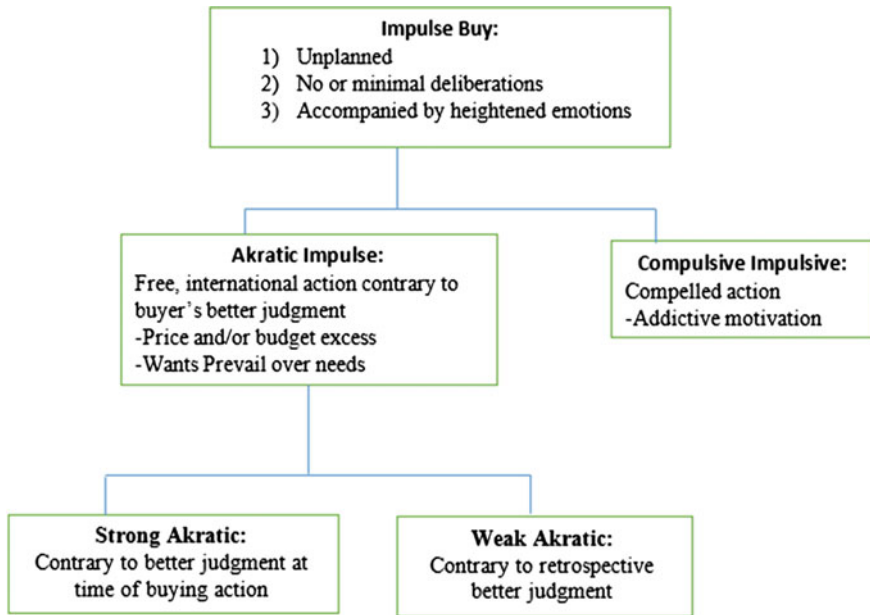 Impulse Buy:
1) Unplanned
2) No or minimal deliberations
3) Accompanied by heightened emotions
Akratic Impulse:
Free, international action contrary to
buyer's better judgment
-Price and/or budget excess
-Wants Prevail over needs
Compulsive Impulsive:
Compelled action
-Addictive motivation
Strong Akratic:
Contrary to better judgment at
time of buying action
Weak Akratic:
Contrary to retrospective
better judgment